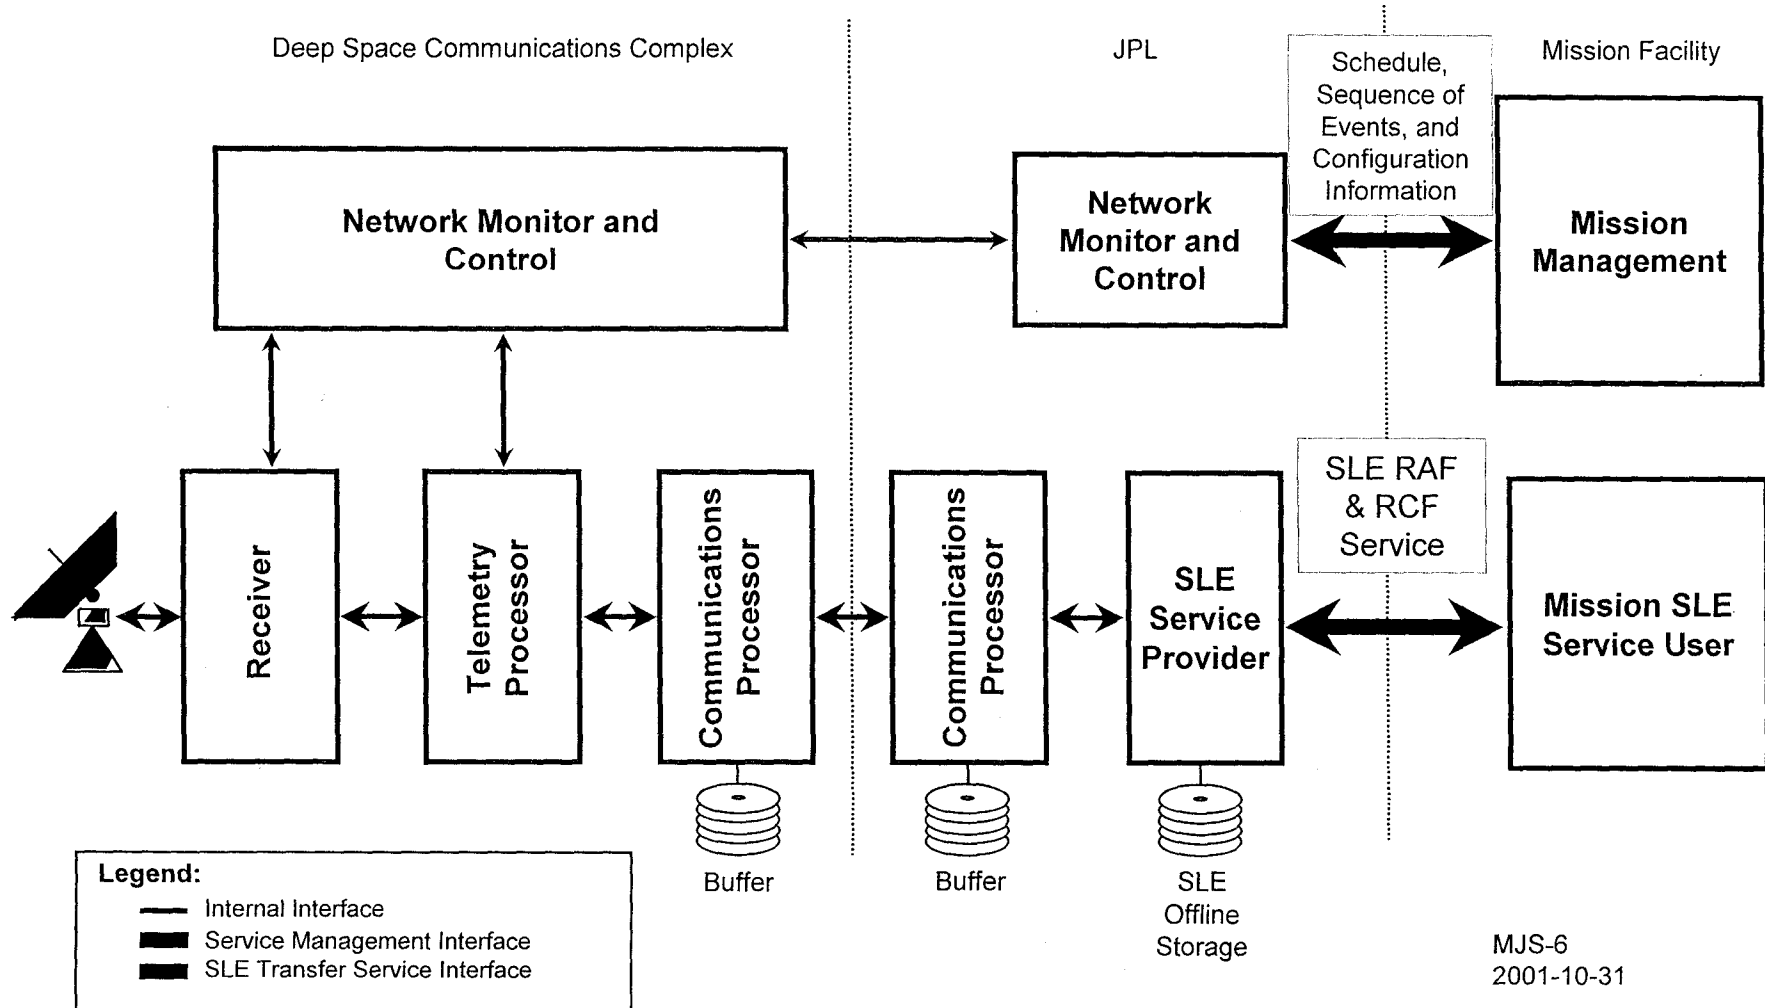 Deep Space Communications Complex
JPL
Mission Facility
Schedule,
Sequence of
Events, and
Configuration
Information
Network Monitor and
Control
Network
Monitor and
Control
Mission
Management
Receiver
Telemetry
Processor
Communications
Processor
Communications
Processor
SLE
Service
Provider
SLE RAF
& RCF
Service
Mission SLE
Service User
Buffer
Buffer
SLE
Offline
Storage
Legend:
Internal Interface
Service Management Interface
SLE Transfer Service Interface
MJS-6
2001-10-31